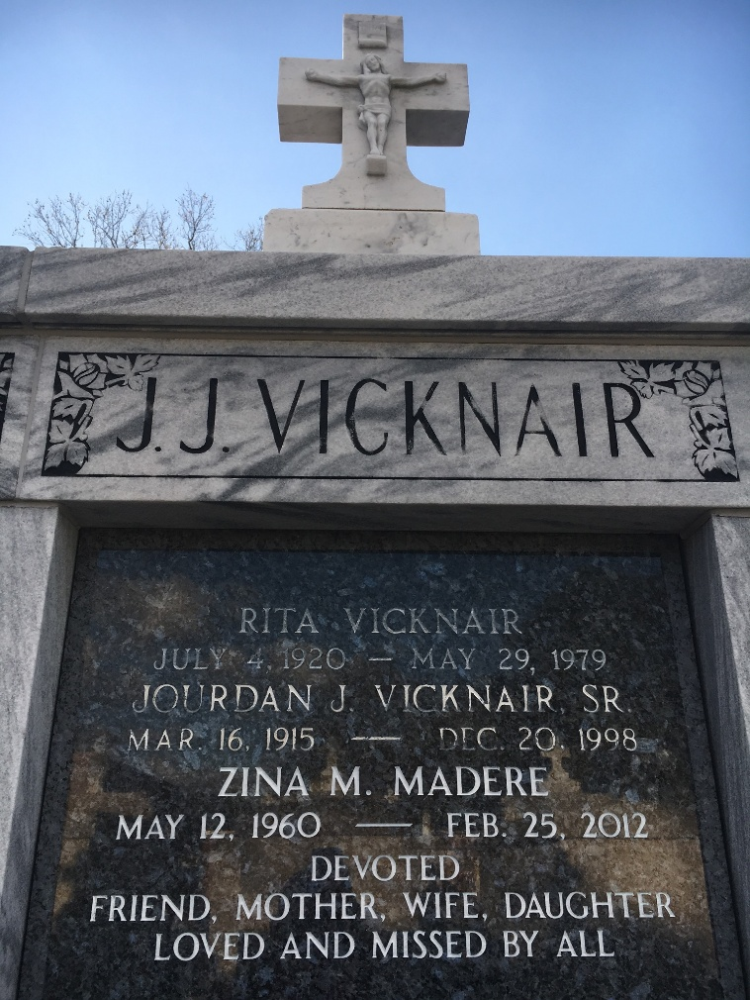 J. J. VICKNAIR
RITA VICKNAIR
JULY 4, 1920 — MAY 29, 1979
JOURDAN J. VICKNAIR, SR.
MAR. 16, 1915 — DEC. 20, 1998
ZINA M. MADERE
MAY 12, 1960 — FEB. 25, 2012
DEVOTED
FRIEND, MOTHER, WIFE, DAUGHTER
LOVED AND MISSED BY ALL